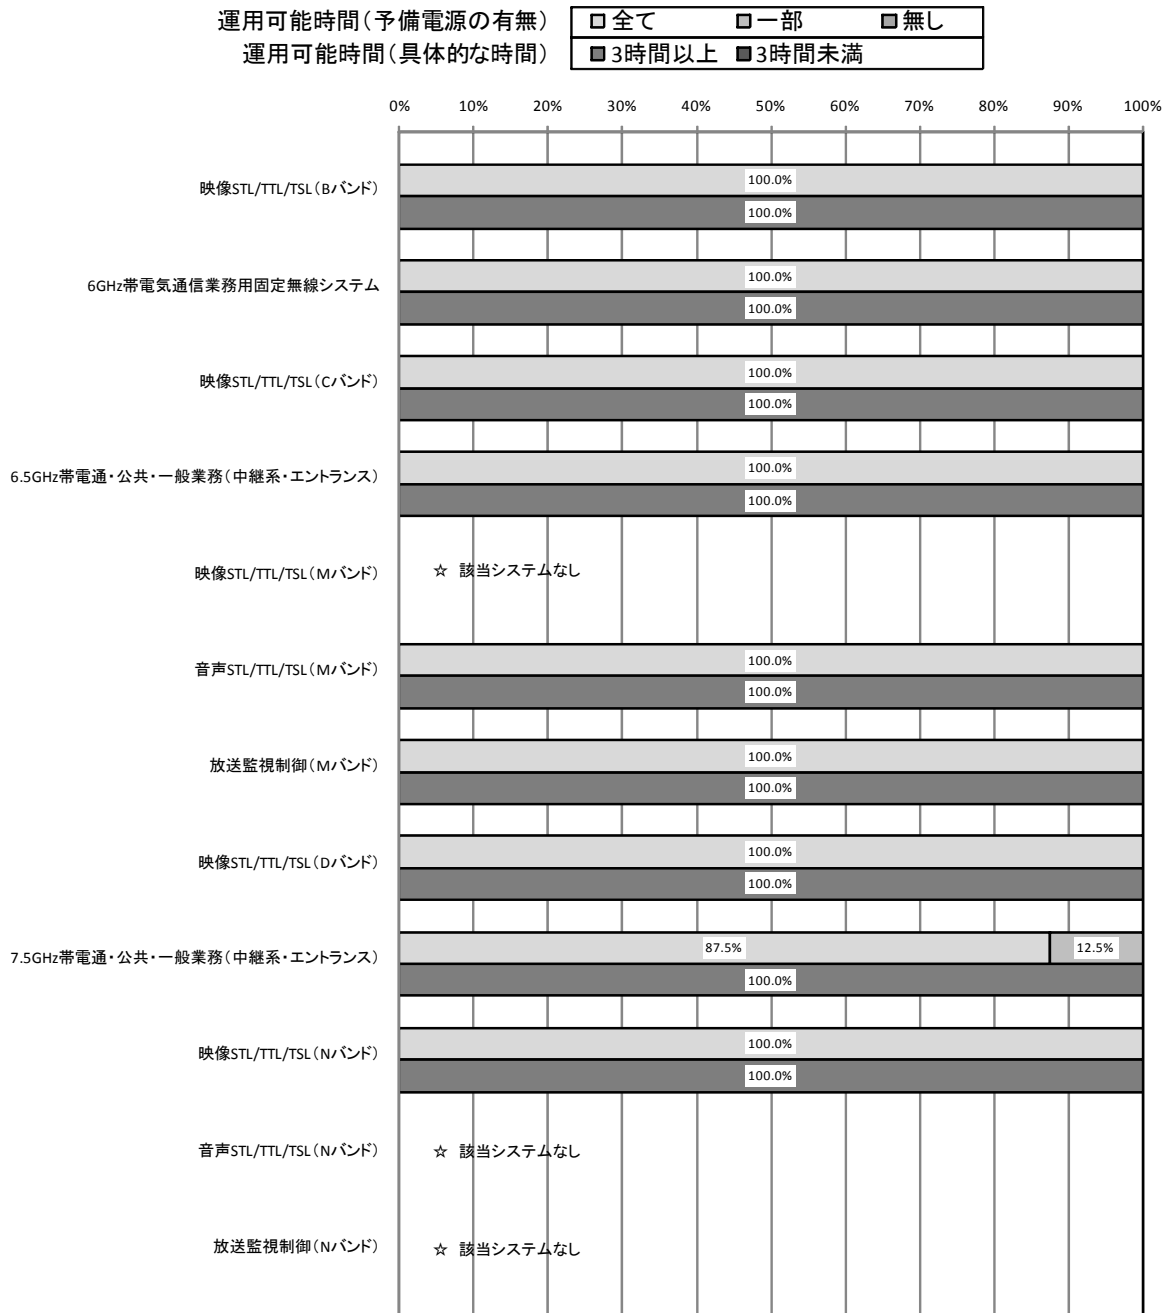 運用可能時間(予備電源の有無) 全て 一部 無し
運用可能時間(具体的な時間) 3時間以上 3時間未満
0% 10% 20% 30% 40% 50% 60% 70% 80% 90% 100%
映像STL/TTL/TSL(Bバンド)
100.0%
100.0%
6GHz帯電気通信業務用固定無線システム
100.0%
100.0%
映像STL/TTL/TSL(Cバンド)
100.0%
100.0%
6.5GHz帯電通・公共・一般業務(中継系・エントランス)
100.0%
100.0%
映像STL/TTL/TSL(Mバンド)
☆ 該当システムなし
音声STL/TTL/TSL(Mバンド)
100.0%
100.0%
放送監視制御(Mバンド)
100.0%
100.0%
映像STL/TTL/TSL(Dバンド)
100.0%
100.0%
7.5GHz帯電通・公共・一般業務(中継系・エントランス)
87.5% 12.5%
100.0%
映像STL/TTL/TSL(Nバンド)
100.0%
100.0%
音声STL/TTL/TSL(Nバンド)
☆ 該当システムなし
放送監視制御(Nバンド)
☆ 該当システムなし